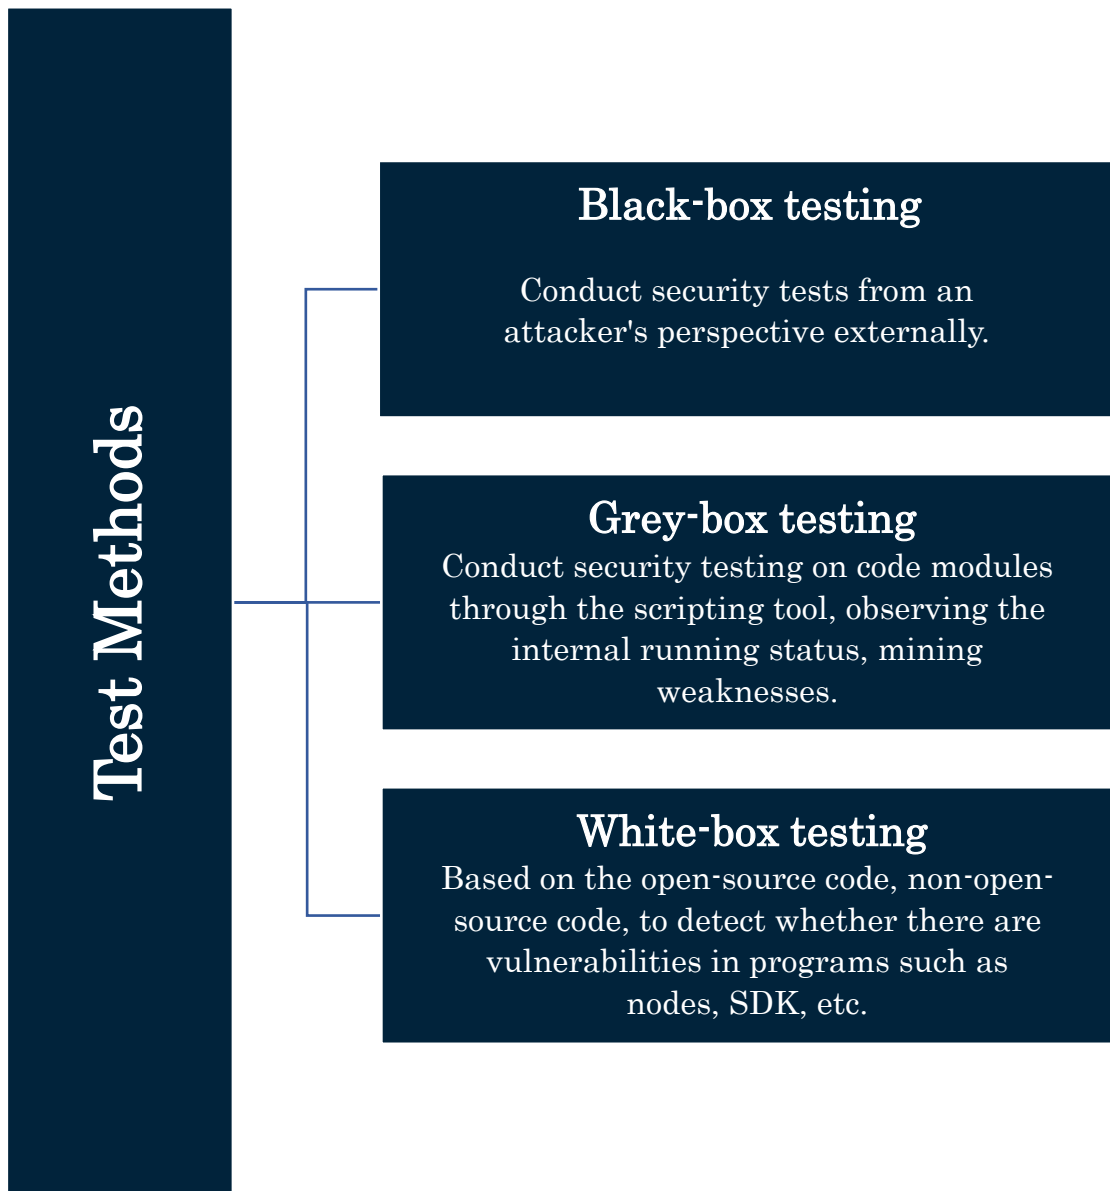 Test Methods
Black-box testing
Conduct security tests from an
attacker's perspective externally.
Grey-box testing
Conduct security testing on code modules
through the scripting tool, observing the
internal running status, mining
weaknesses.
White-box testing
Based on the open-source code, non-open-
source code, to detect whether there are
vulnerabilities in programs such as
nodes, SDK, etc.